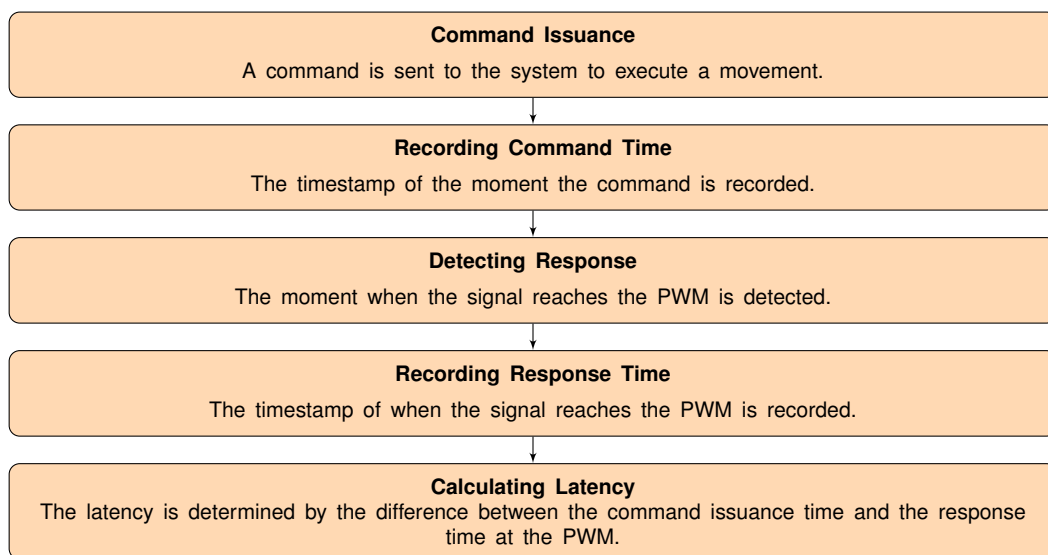 Command Issuance
A command is sent to the system to execute a movement.
Recording Command Time
The timestamp of the moment the command is recorded.
Detecting Response
The moment when the signal reaches the PWM is detected.
Recording Response Time
The timestamp of when the signal reaches the PWM is recorded.
Calculating Latency
The latency is determined by the difference between the command issuance time and the response
time at the PWM.